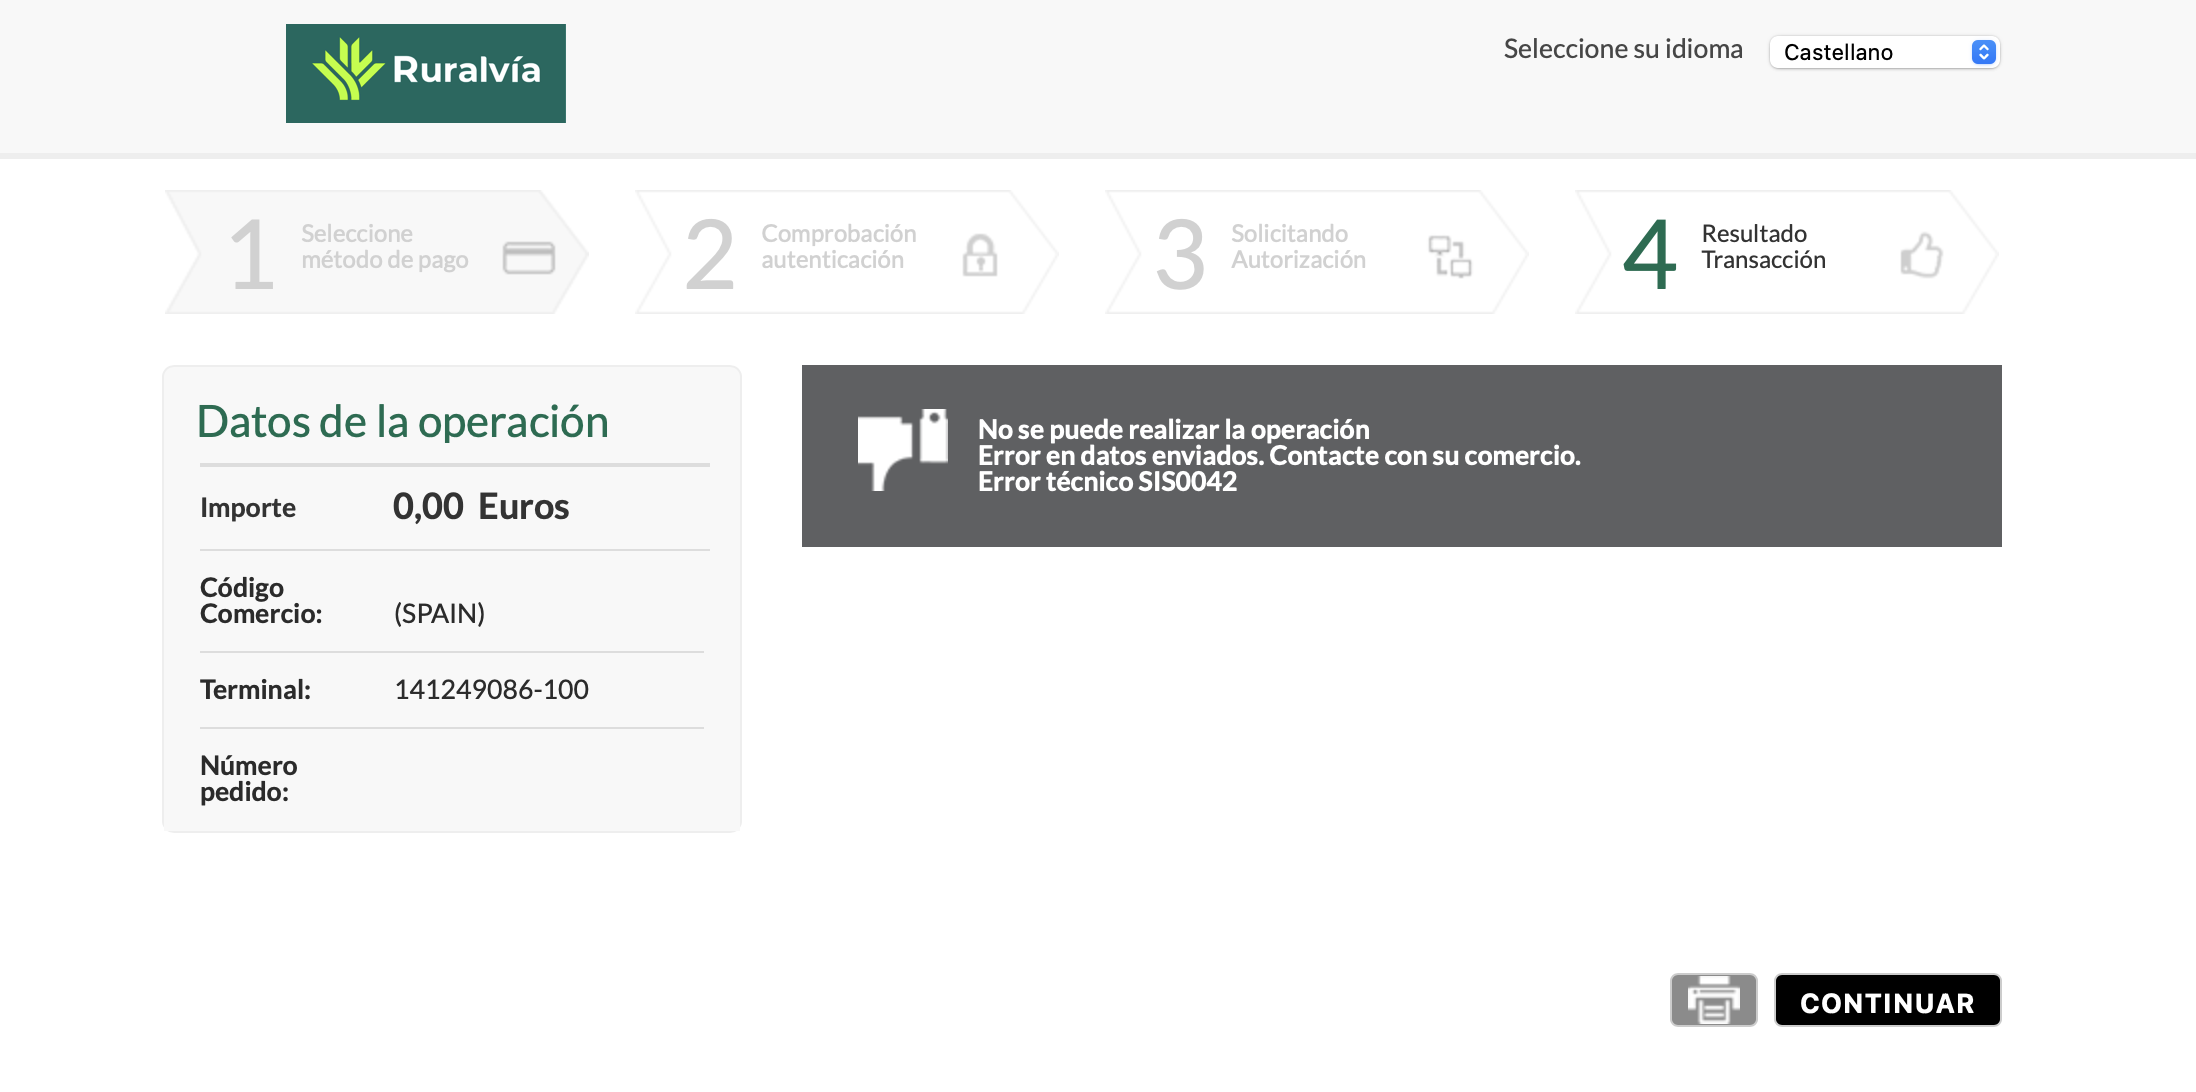 Ruralvía
Seleccione su idioma
Castellano
1
Seleccione
método de pago
2
Comprobación
autenticación
3
Solicitando
Autorización
4
Resultado
Transacción
Datos de la operación
Importe 0,00 Euros
Código
Comercio: (SPAIN)
Terminal: 141249086-100
Número
pedido:
No se puede realizar la operación
Error en datos enviados. Contacte con su comercio.
Error técnico SIS0042
CONTINUAR